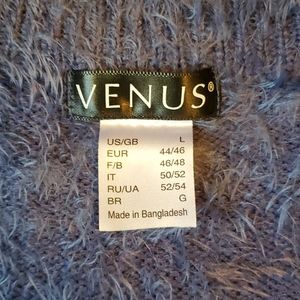 VENUS®
US/GB L
EUR 44/46
F/B 46/48
IT 50/52
RU/UA 52/54
BR G
Made in Bangladesh